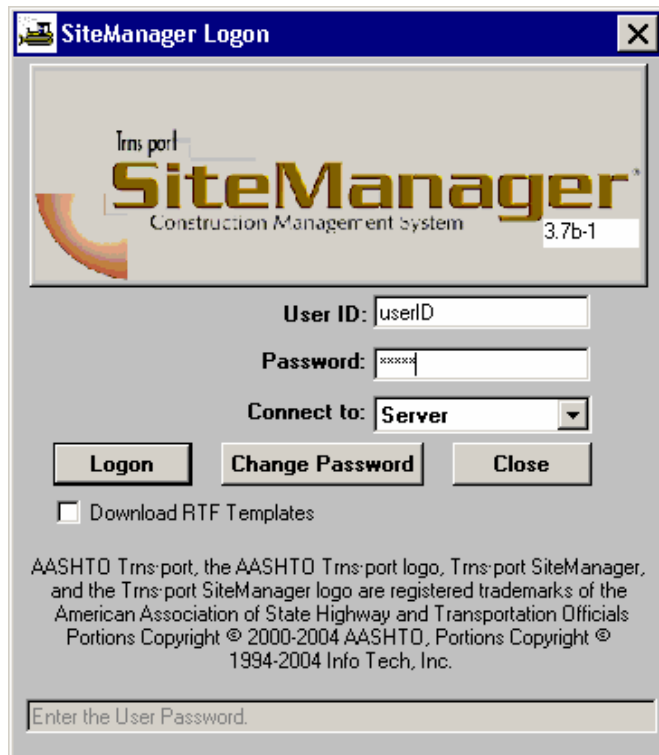 SiteManager Logon
Trns port
SiteManager®
Construction Management System
3.7b-1
User ID: userID
Password: *****
Connect to: Server
Logon Change Password Close
Download RTF Templates
AASHTO Trns·port, the AASHTO Trns·port logo, Trns·port SiteManager,
and the Trns·port SiteManager logo are registered trademarks of the
American Association of State Highway and Transportation Officials
Portions Copyright © 2000-2004 AASHTO, Portions Copyright ©
1994-2004 Info Tech, Inc.
Enter the User Password.